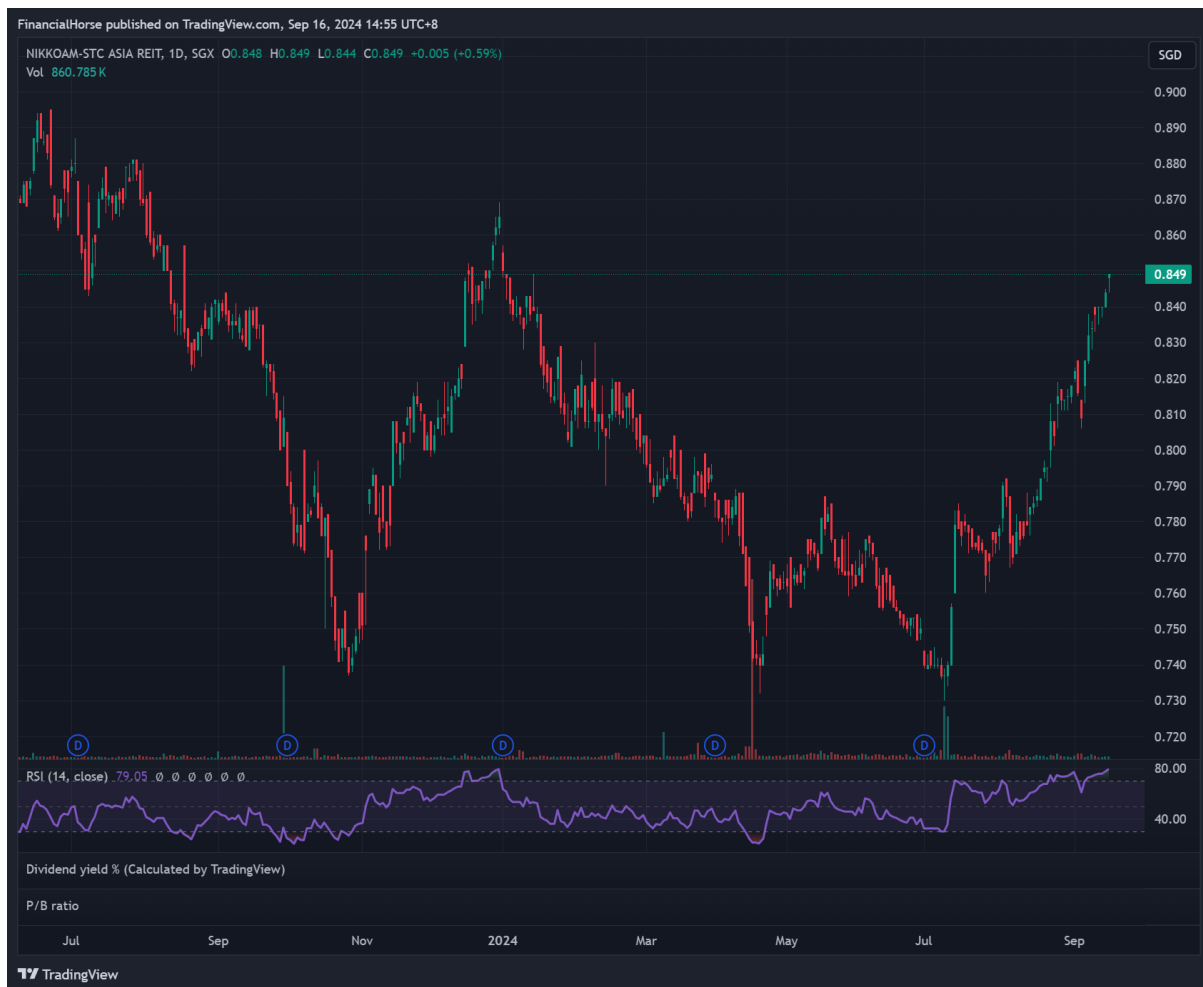 FinancialHorse published on TradingView.com, Sep 16, 2024 14:55 UTC+8
NIKKOAM-STC ASIA REIT, 1D, SGX O0.848 H0.849 L0.844 C0.849 +0.005 (+0.59%)
SGD
Vol 860.785K
0.900
0.890
0.880
0.870
0.860
0.849
0.840
0.830
0.820
0.810
0.800
0.790
0.780
0.770
0.760
0.750
0.740
0.730
0.720
D D D D D
RSI (14, close) 79.05 Ø Ø Ø Ø Ø Ø
80.00
40.00
Dividend yield % (Calculated by TradingView)
P/B ratio
Jul Sep Nov 2024 Mar May Jul Sep
TradingView